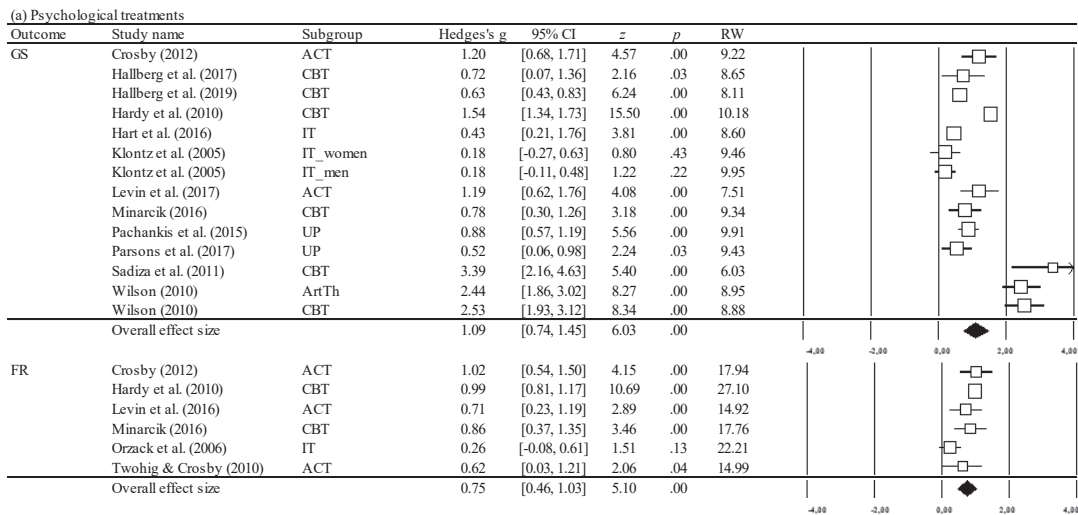 (a) Psychological treatments
Outcome Study name Subgroup Hedges's g 95% CI z p RW
GS Crosby (2012) ACT 1.20 [0.68, 1.71] 4.57 .00 9.22
Hallberg et al. (2017) CBT 0.72 [0.07, 1.36] 2.16 .03 8.65
Hallberg et al. (2019) CBT 0.63 [0.43, 0.83] 6.24 .00 8.11
Hardy et al. (2010) CBT 1.54 [1.34, 1.73] 15.50 .00 10.18
Hart et al. (2016) IT 0.43 [0.21, 1.76] 3.81 .00 8.60
Klontz et al. (2005) IT_women 0.18 [-0.27, 0.63] 0.80 .43 9.46
Klontz et al. (2005) IT_men 0.18 [-0.11, 0.48] 1.22 .22 9.95
Levin et al. (2017) ACT 1.19 [0.62, 1.76] 4.08 .00 7.51
Minarcik (2016) CBT 0.78 [0.30, 1.26] 3.18 .00 9.34
Pachankis et al. (2015) UP 0.88 [0.57, 1.19] 5.56 .00 9.91
Parsons et al. (2017) UP 0.52 [0.06, 0.98] 2.24 .03 9.43
Sadiza et al. (2011) CBT 3.39 [2.16, 4.63] 5.40 .00 6.03
Wilson (2010) ArtTh 2.44 [1.86, 3.02] 8.27 .00 8.95
Wilson (2010) CBT 2.53 [1.93, 3.12] 8.34 .00 8.88
Overall effect size 1.09 [0.74, 1.45] 6.03 .00
-4,00 -2,00 0,00 2,00 4,00
FR Crosby (2012) ACT 1.02 [0.54, 1.50] 4.15 .00 17.94
Hardy et al. (2010) CBT 0.99 [0.81, 1.17] 10.69 .00 27.10
Levin et al. (2016) ACT 0.71 [0.23, 1.19] 2.89 .00 14.92
Minarcik (2016) CBT 0.86 [0.37, 1.35] 3.46 .00 17.76
Orzack et al. (2006) IT 0.26 [-0.08, 0.61] 1.51 .13 22.21
Twohig & Crosby (2010) ACT 0.62 [0.03, 1.21] 2.06 .04 14.99
Overall effect size 0.75 [0.46, 1.03] 5.10 .00
-4,00 -2,00 0,00 2,00 4,00